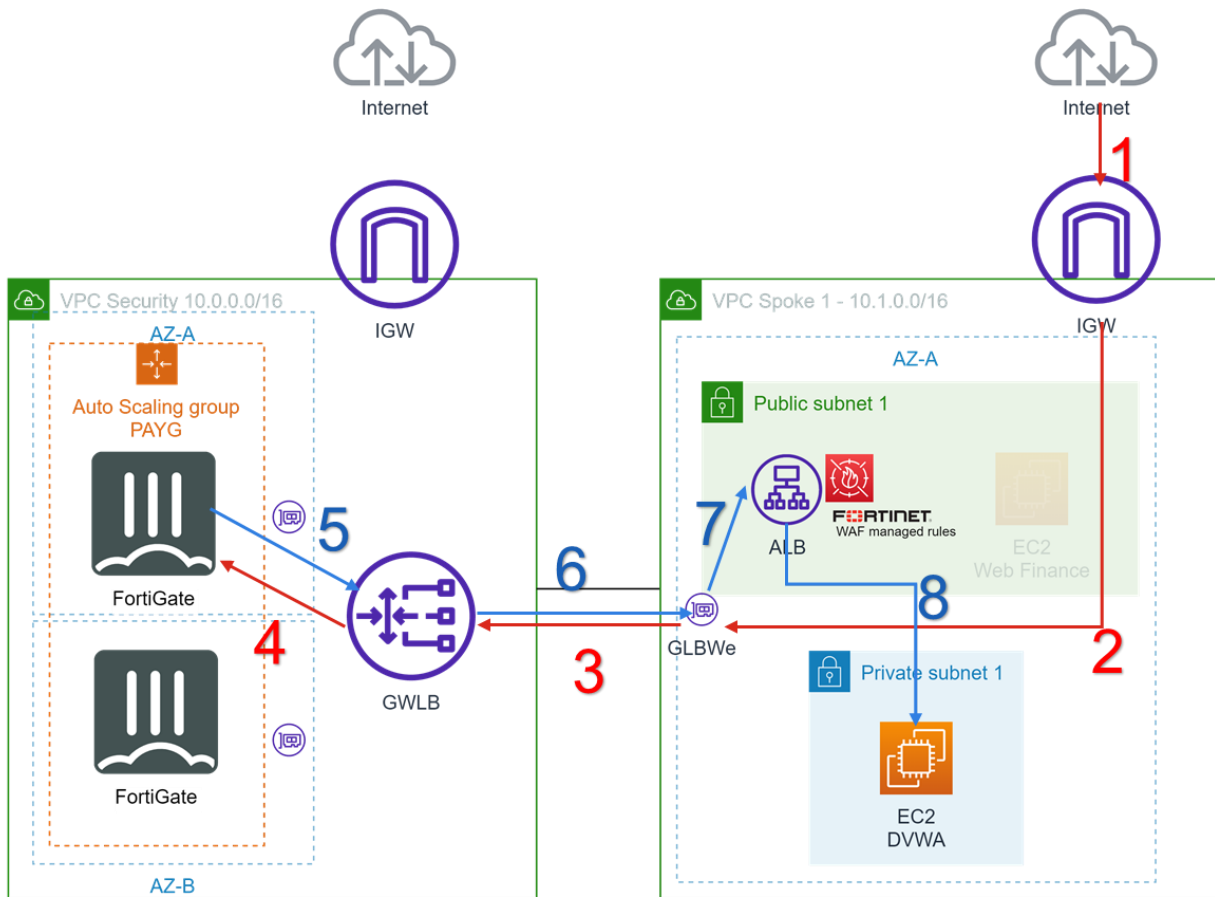 Internet
Internet
1
IGW
IGW
VPC Security 10.0.0.0/16
AZ-A
Auto Scaling group
PAYG
FortiGate
5
4
GWLB
FortiGate
AZ-B
6
3
VPC Spoke 1 - 10.1.0.0/16
AZ-A
Public subnet 1
7
ALB
FORTINET
WAF managed rules
EC2
Web Finance
8
GLBWe
2
Private subnet 1
EC2
DVWA